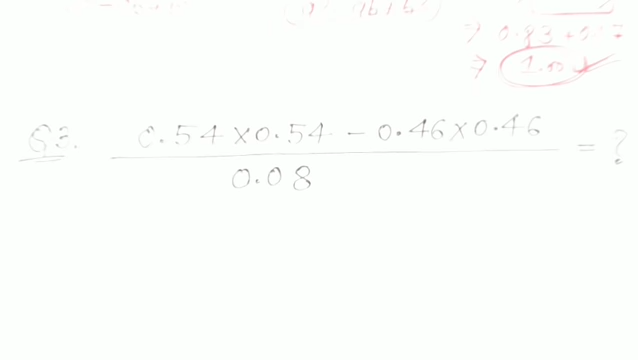 ⇒ 0.83 + 0.17
⇒ 1.00
Q3. 0.54 × 0.54 - 0.46 × 0.46 = ?
0.08